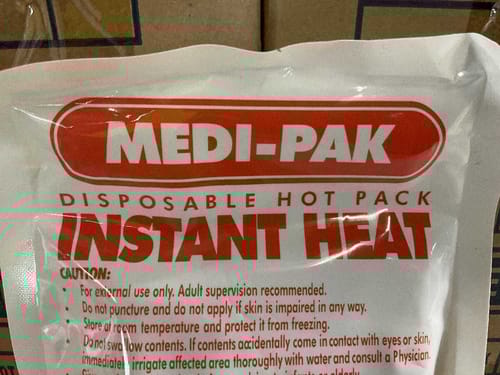 MEDI-PAK
DISPOSABLE HOT PACK
INSTANT HEAT
CAUTION:
• For external use only. Adult supervision recommended.
• Do not puncture and do not apply if skin is impaired in any way.
• Store at room temperature and protect it from freezing.
• Do not swallow contents. If contents accidentally come in contact with eyes or skin,
immediately irrigate affected area thoroughly with water and consult a Physician.